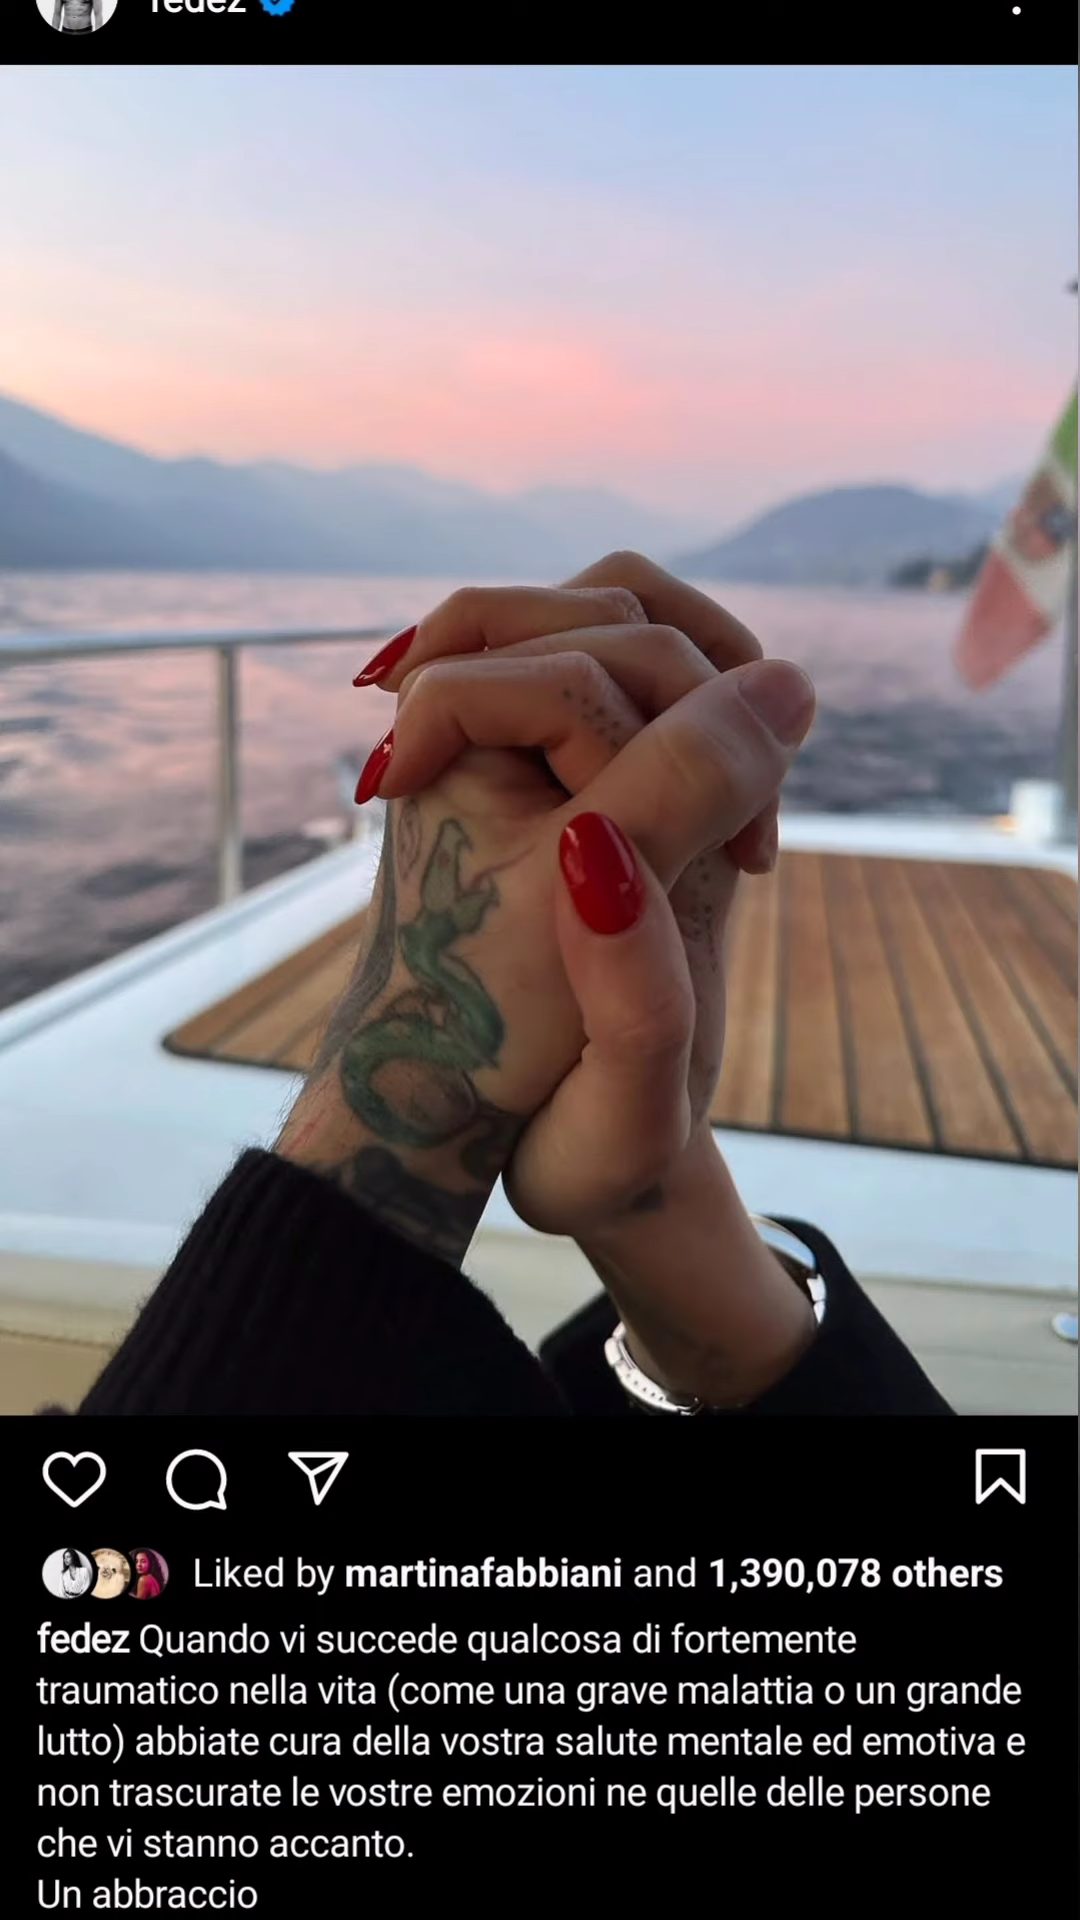 fedez
Liked by martinafabbiani and 1,390,078 others
fedez Quando vi succede qualcosa di fortemente
traumatico nella vita (come una grave malattia o un grande
lutto) abbiate cura della vostra salute mentale ed emotiva e
non trascurate le vostre emozioni ne quelle delle persone
che vi stanno accanto.
Un abbraccio